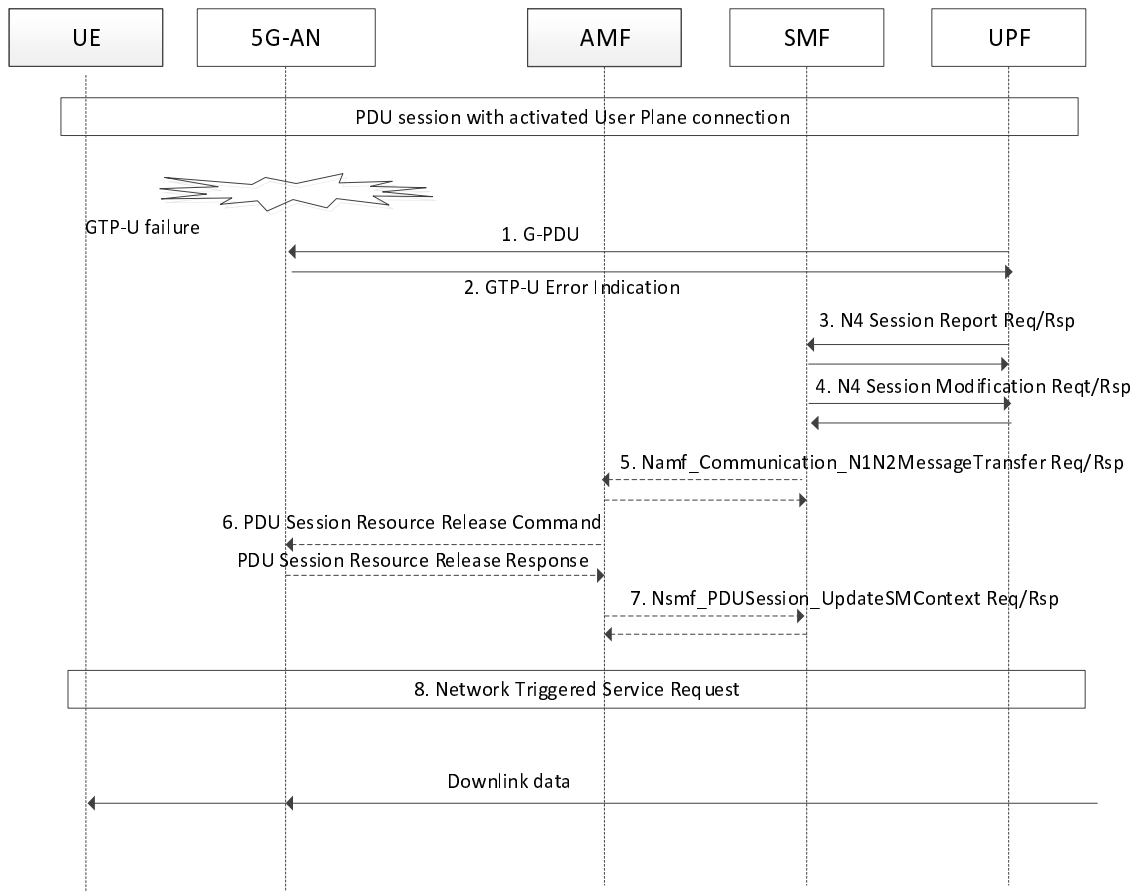 UE
5G-AN
AMF
SMF
UPF
PDU session with activated User Plane connection
GTP-U failure
1. G-PDU
2. GTP-U Error Indication
3. N4 Session Report Req/Rsp
4. N4 Session Modification Reqt/Rsp
5. Namf_Communication_N1N2MessageTransfer Req/Rsp
6. PDU Session Resource Release Command
PDU Session Resource Release Response
7. Nsmf_PDUSession_UpdateSMContext Req/Rsp
8. Network Triggered Service Request
Downlink data